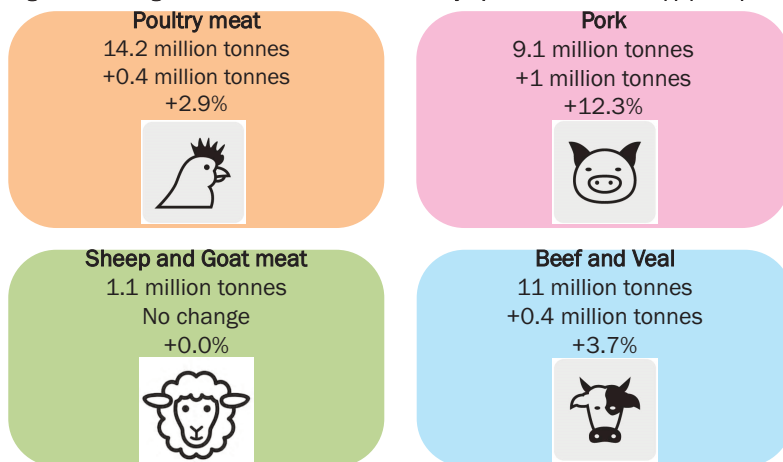 Poultry meat
14.2 million tonnes
+0.4 million tonnes
+2.9%
Pork
9.1 million tonnes
+1 million tonnes
+12.3%
Sheep and Goat meat
1.1 million tonnes
No change
+0.0%
Beef and Veal
11 million tonnes
+0.4 million tonnes
+3.7%